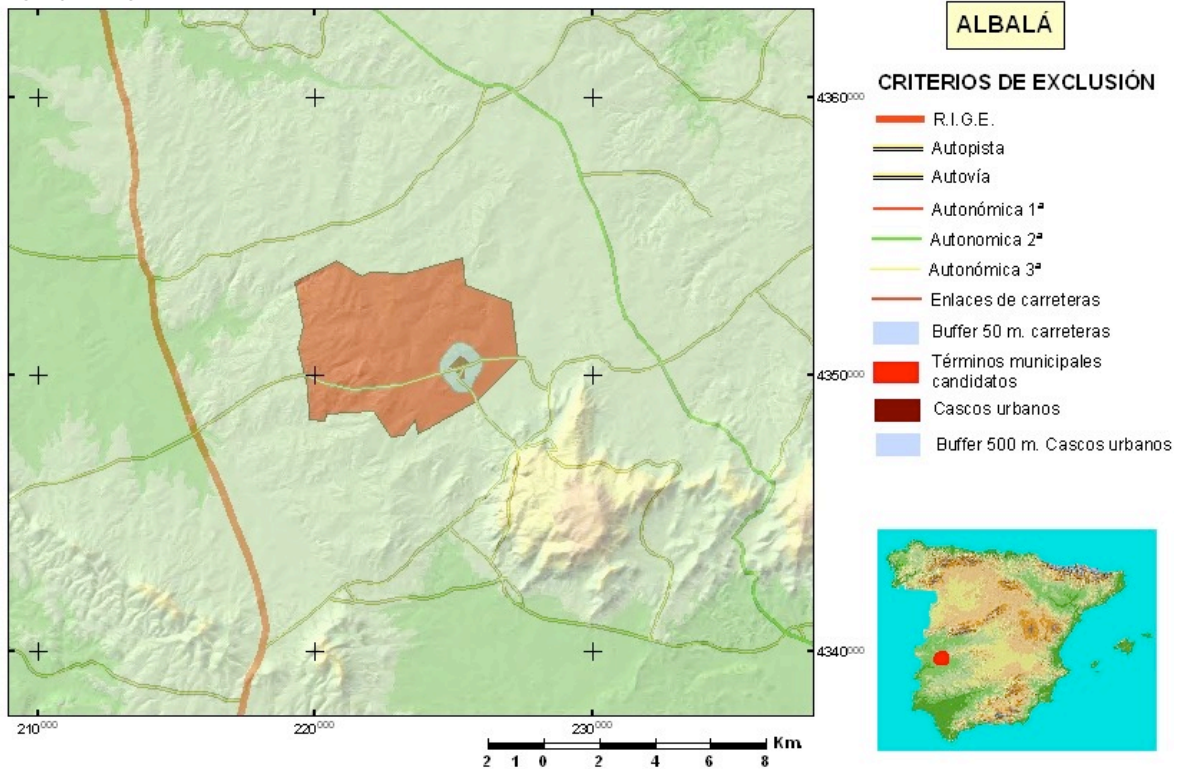 ALBALÁ
CRITERIOS DE EXCLUSIÓN
R.I.G.E.
Autopista
Autovía
Autonómica 1ª
Autonomica 2ª
Autonómica 3ª
Enlaces de carreteras
Buffer 50 m. carreteras
Términos municipales
candidatos
Cascos urbanos
Buffer 500 m. Cascos urbanos
4360000
4350000
4340000
210000 220000 230000
Km.
2 1 0 2 4 6 8